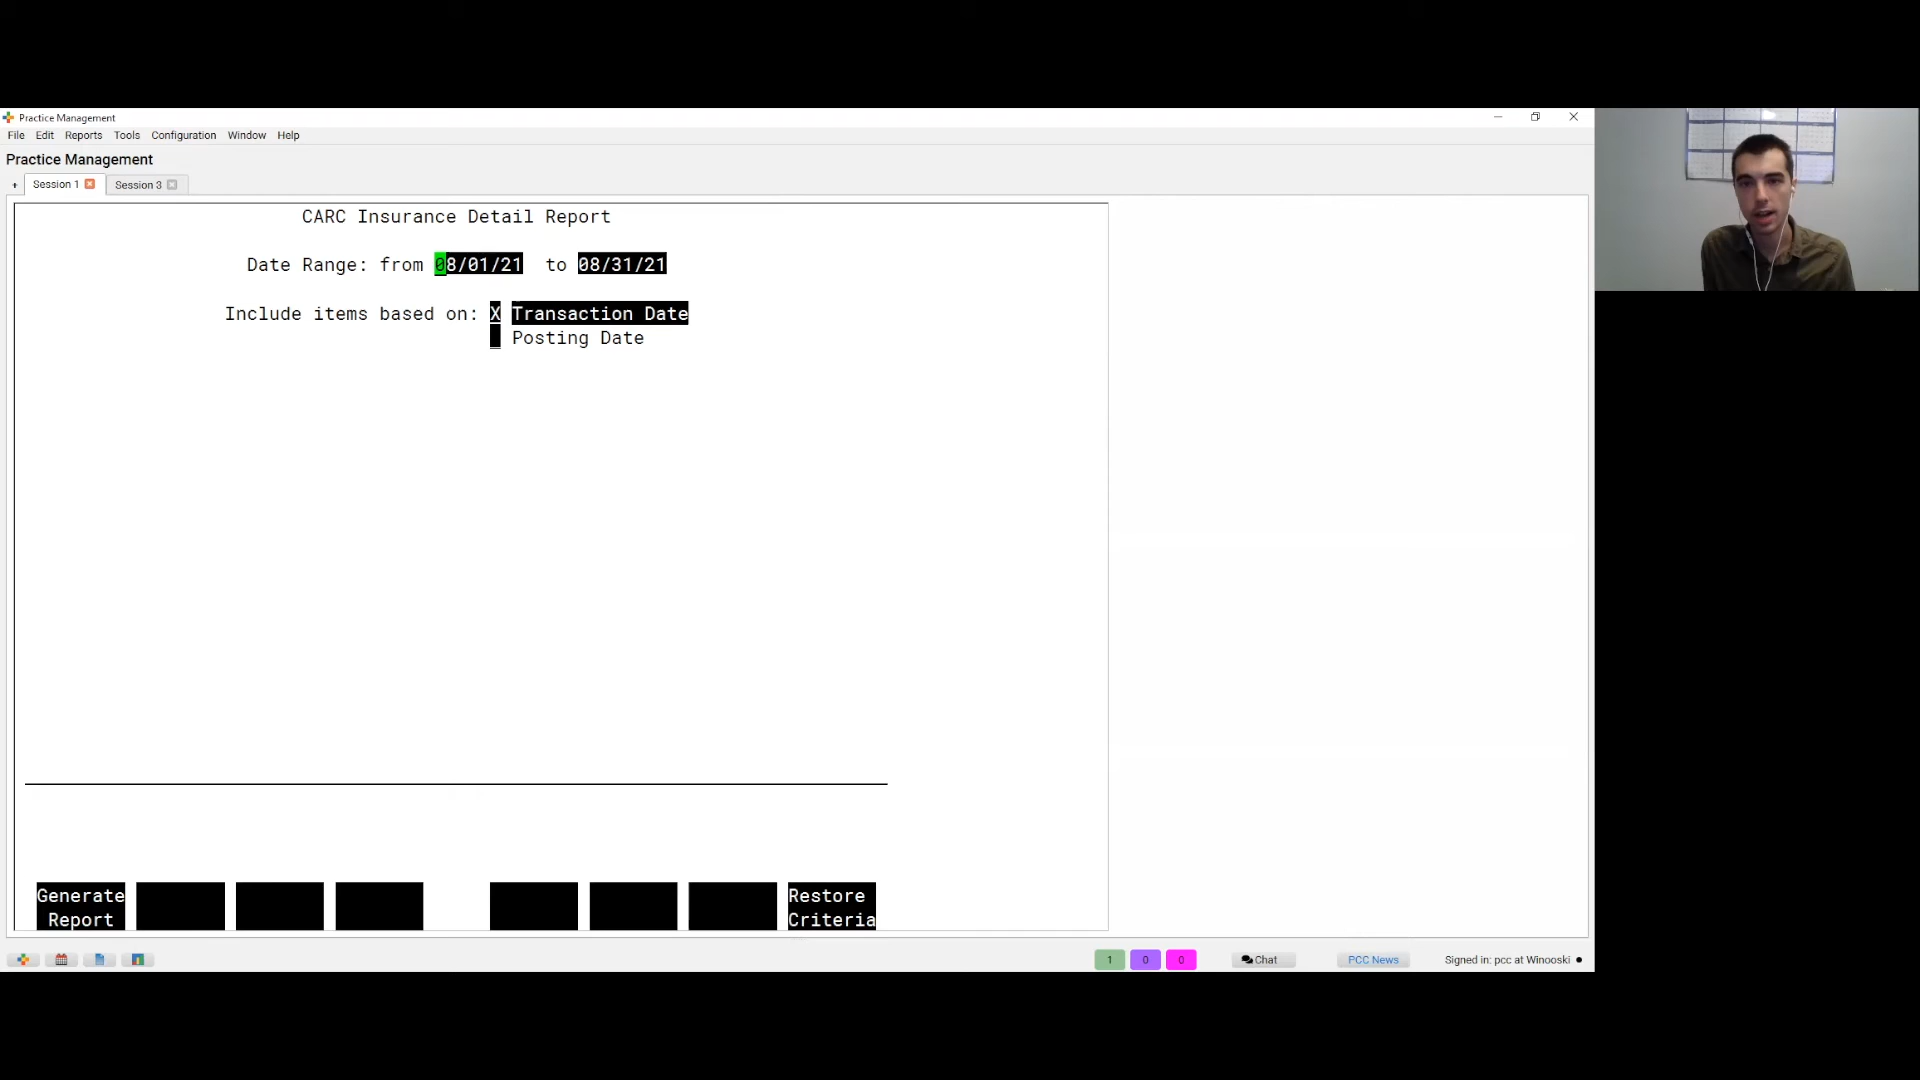 Practice Management
File Edit Reports Tools Configuration Window Help
Practice Management
+ Session 1 Session 3
CARC Insurance Detail Report
Date Range: from 08/01/21 to 08/31/21
Include items based on: X Transaction Date
Posting Date
Generate Report
Restore Criteria
1 0 0 Chat PCC News Signed in: pcc at Winooski